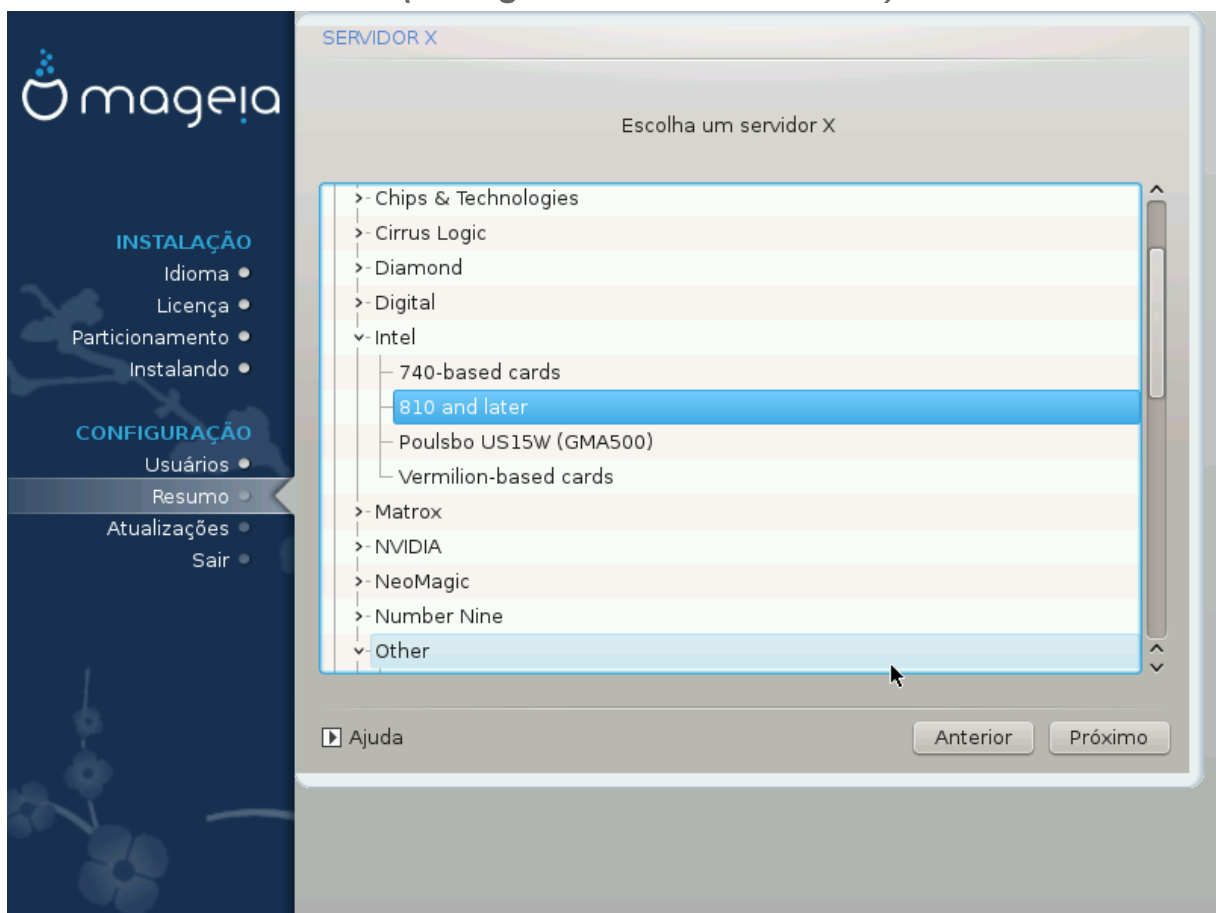 mageia
INSTALAÇÃO
Idioma
Licença
Particionamento
Instalando
CONFIGURAÇÃO
Usuários
Resumo
Atualizações
Sair
SERVIDOR X
Escolha um servidor X
Chips & Technologies
Cirrus Logic
Diamond
Digital
Intel
740-based cards
810 and later
Poulsbo US15W (GMA500)
Vermilion-based cards
Matrox
NVIDIA
NeoMagic
Number Nine
Other
Ajuda
Anterior
Próximo